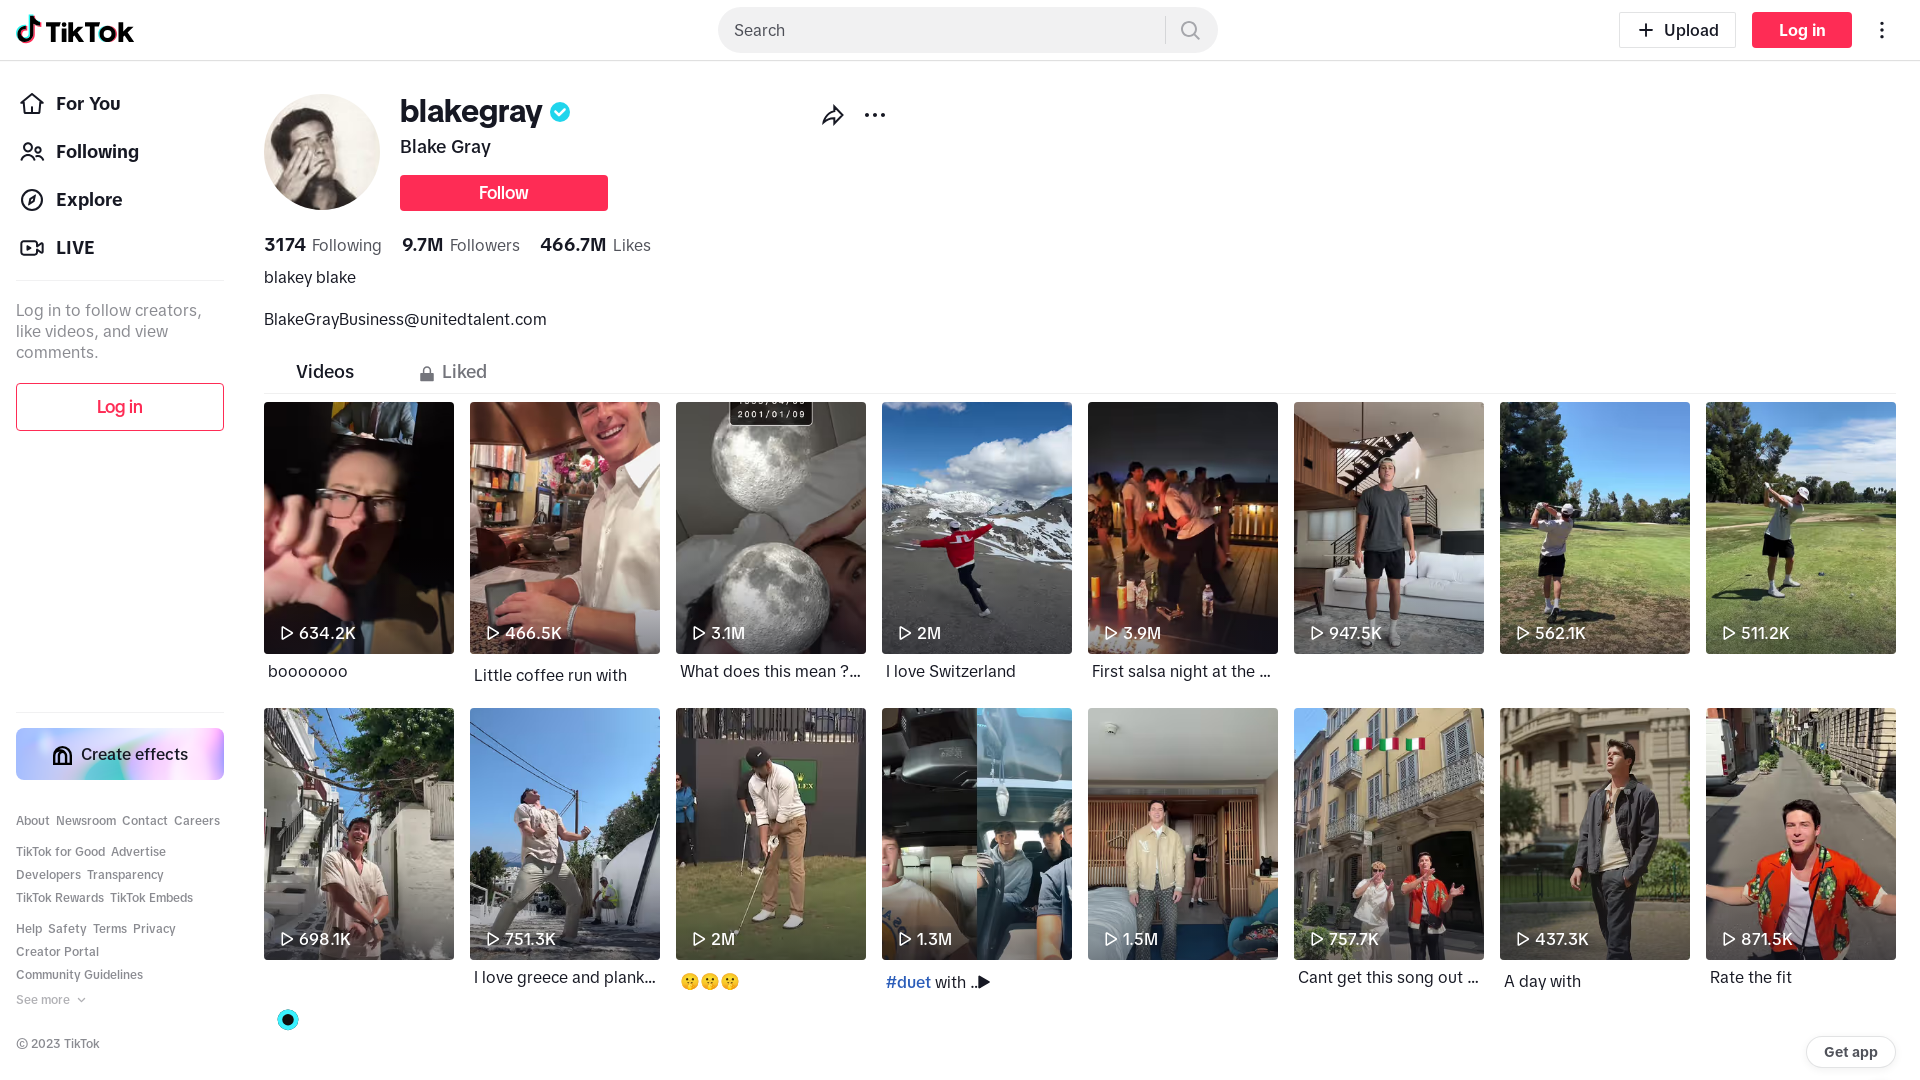 TikTok
Search
Upload
Log in
For You
Following
Explore
LIVE
Log in to follow creators,
like videos, and view
comments.
Log in
Create effects
About Newsroom Contact Careers
TikTok for Good Advertise
Developers Transparency
TikTok Rewards TikTok Embeds
Help Safety Terms Privacy
Creator Portal
Community Guidelines
See more
© 2023 TikTok
blakegray
Blake Gray
Follow
3174 Following 9.7M Followers 466.7M Likes
blakey blake
BlakeGrayBusiness@unitedtalent.com
Videos
Liked
2001/01/09
634.2K
466.5K
3.1M
2M
3.9M
947.5K
562.1K
511.2K
booooooo
Little coffee run with
What does this mean ?...
I love Switzerland
First salsa night at the ...
698.1K
751.3K
2M
1.3M
1.5M
757.7K
437.3K
871.5K
I love greece and plank...
🤫🤫🤫
#duet with ...
Cant get this song out ...
A day with
Rate the fit
Get app